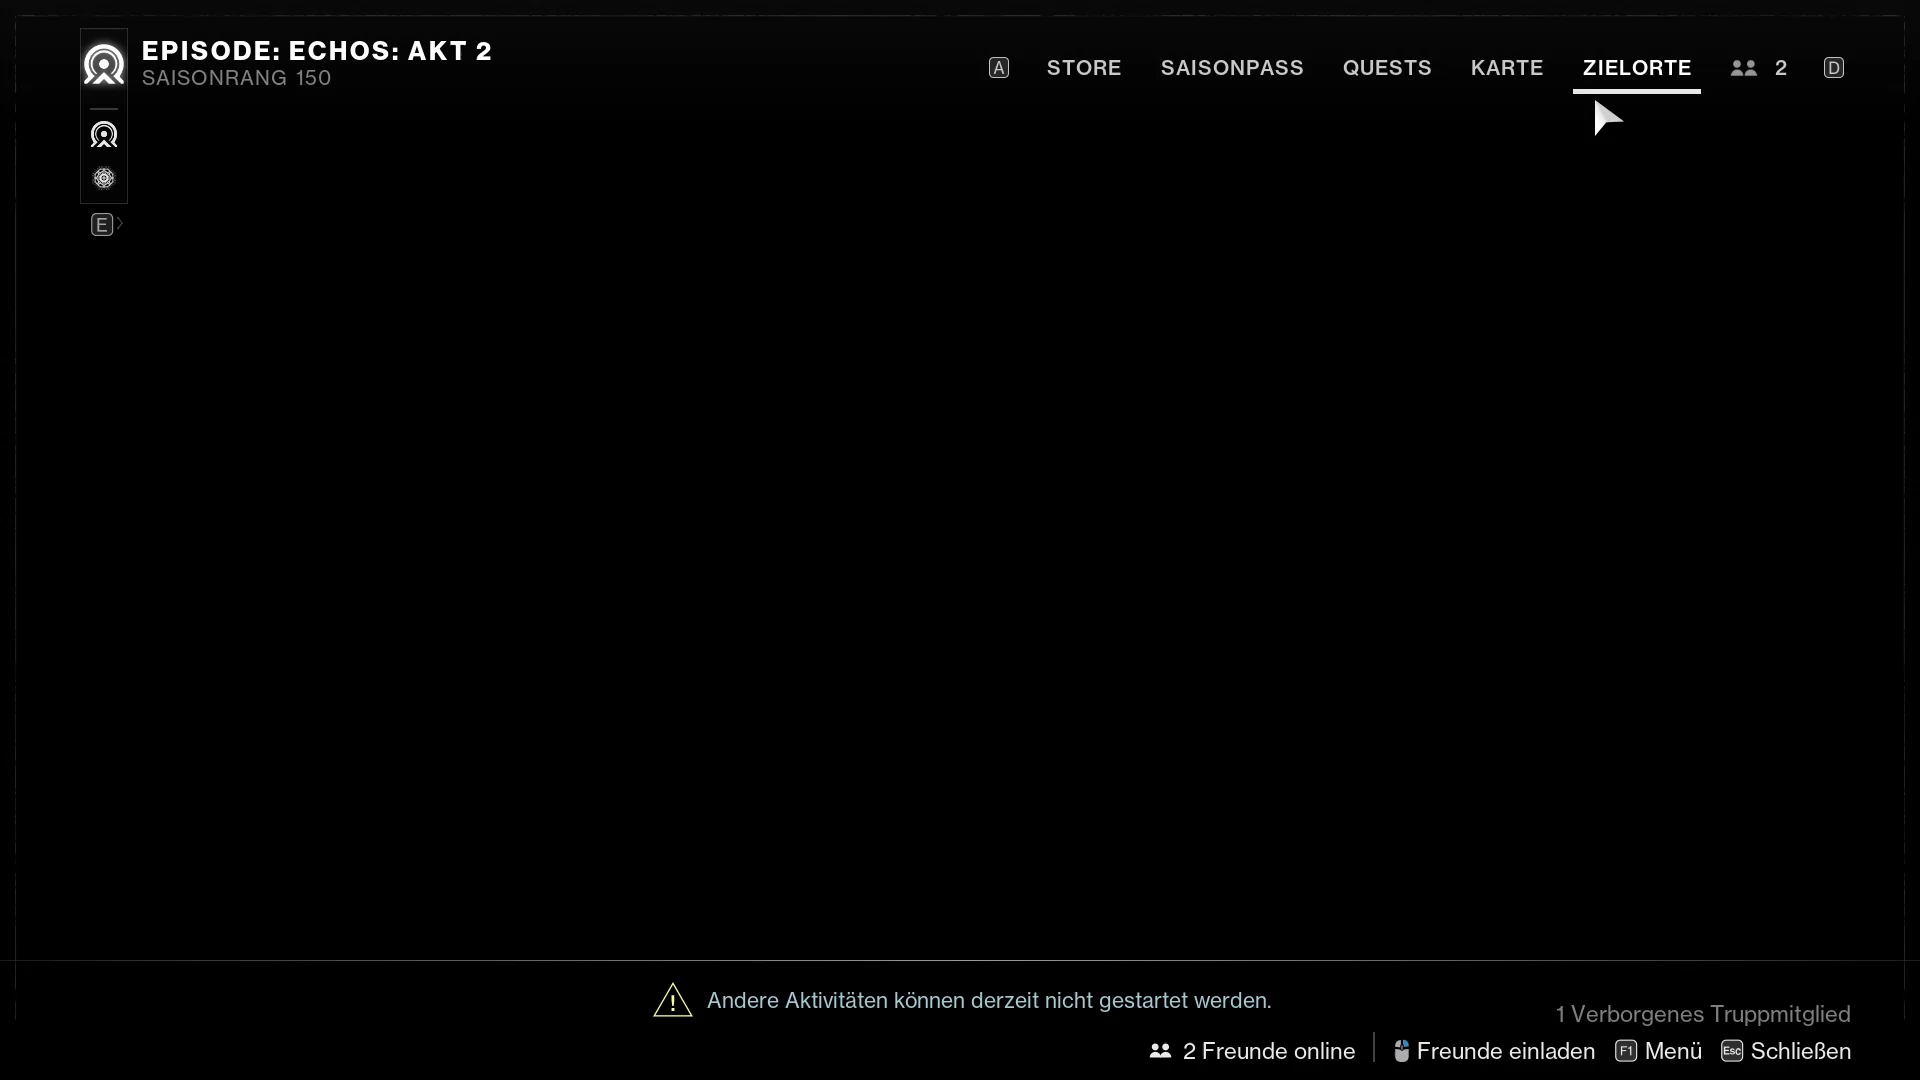 EPISODE: ECHOS: AKT 2
SAISONRANG 150
A STORE SAISONPASS QUESTS KARTE ZIELORTE 2 D
E
Andere Aktivitäten können derzeit nicht gestartet werden.
1 Verborgenes Truppmitglied
2 Freunde online Freunde einladen F1 Menü Esc Schließen